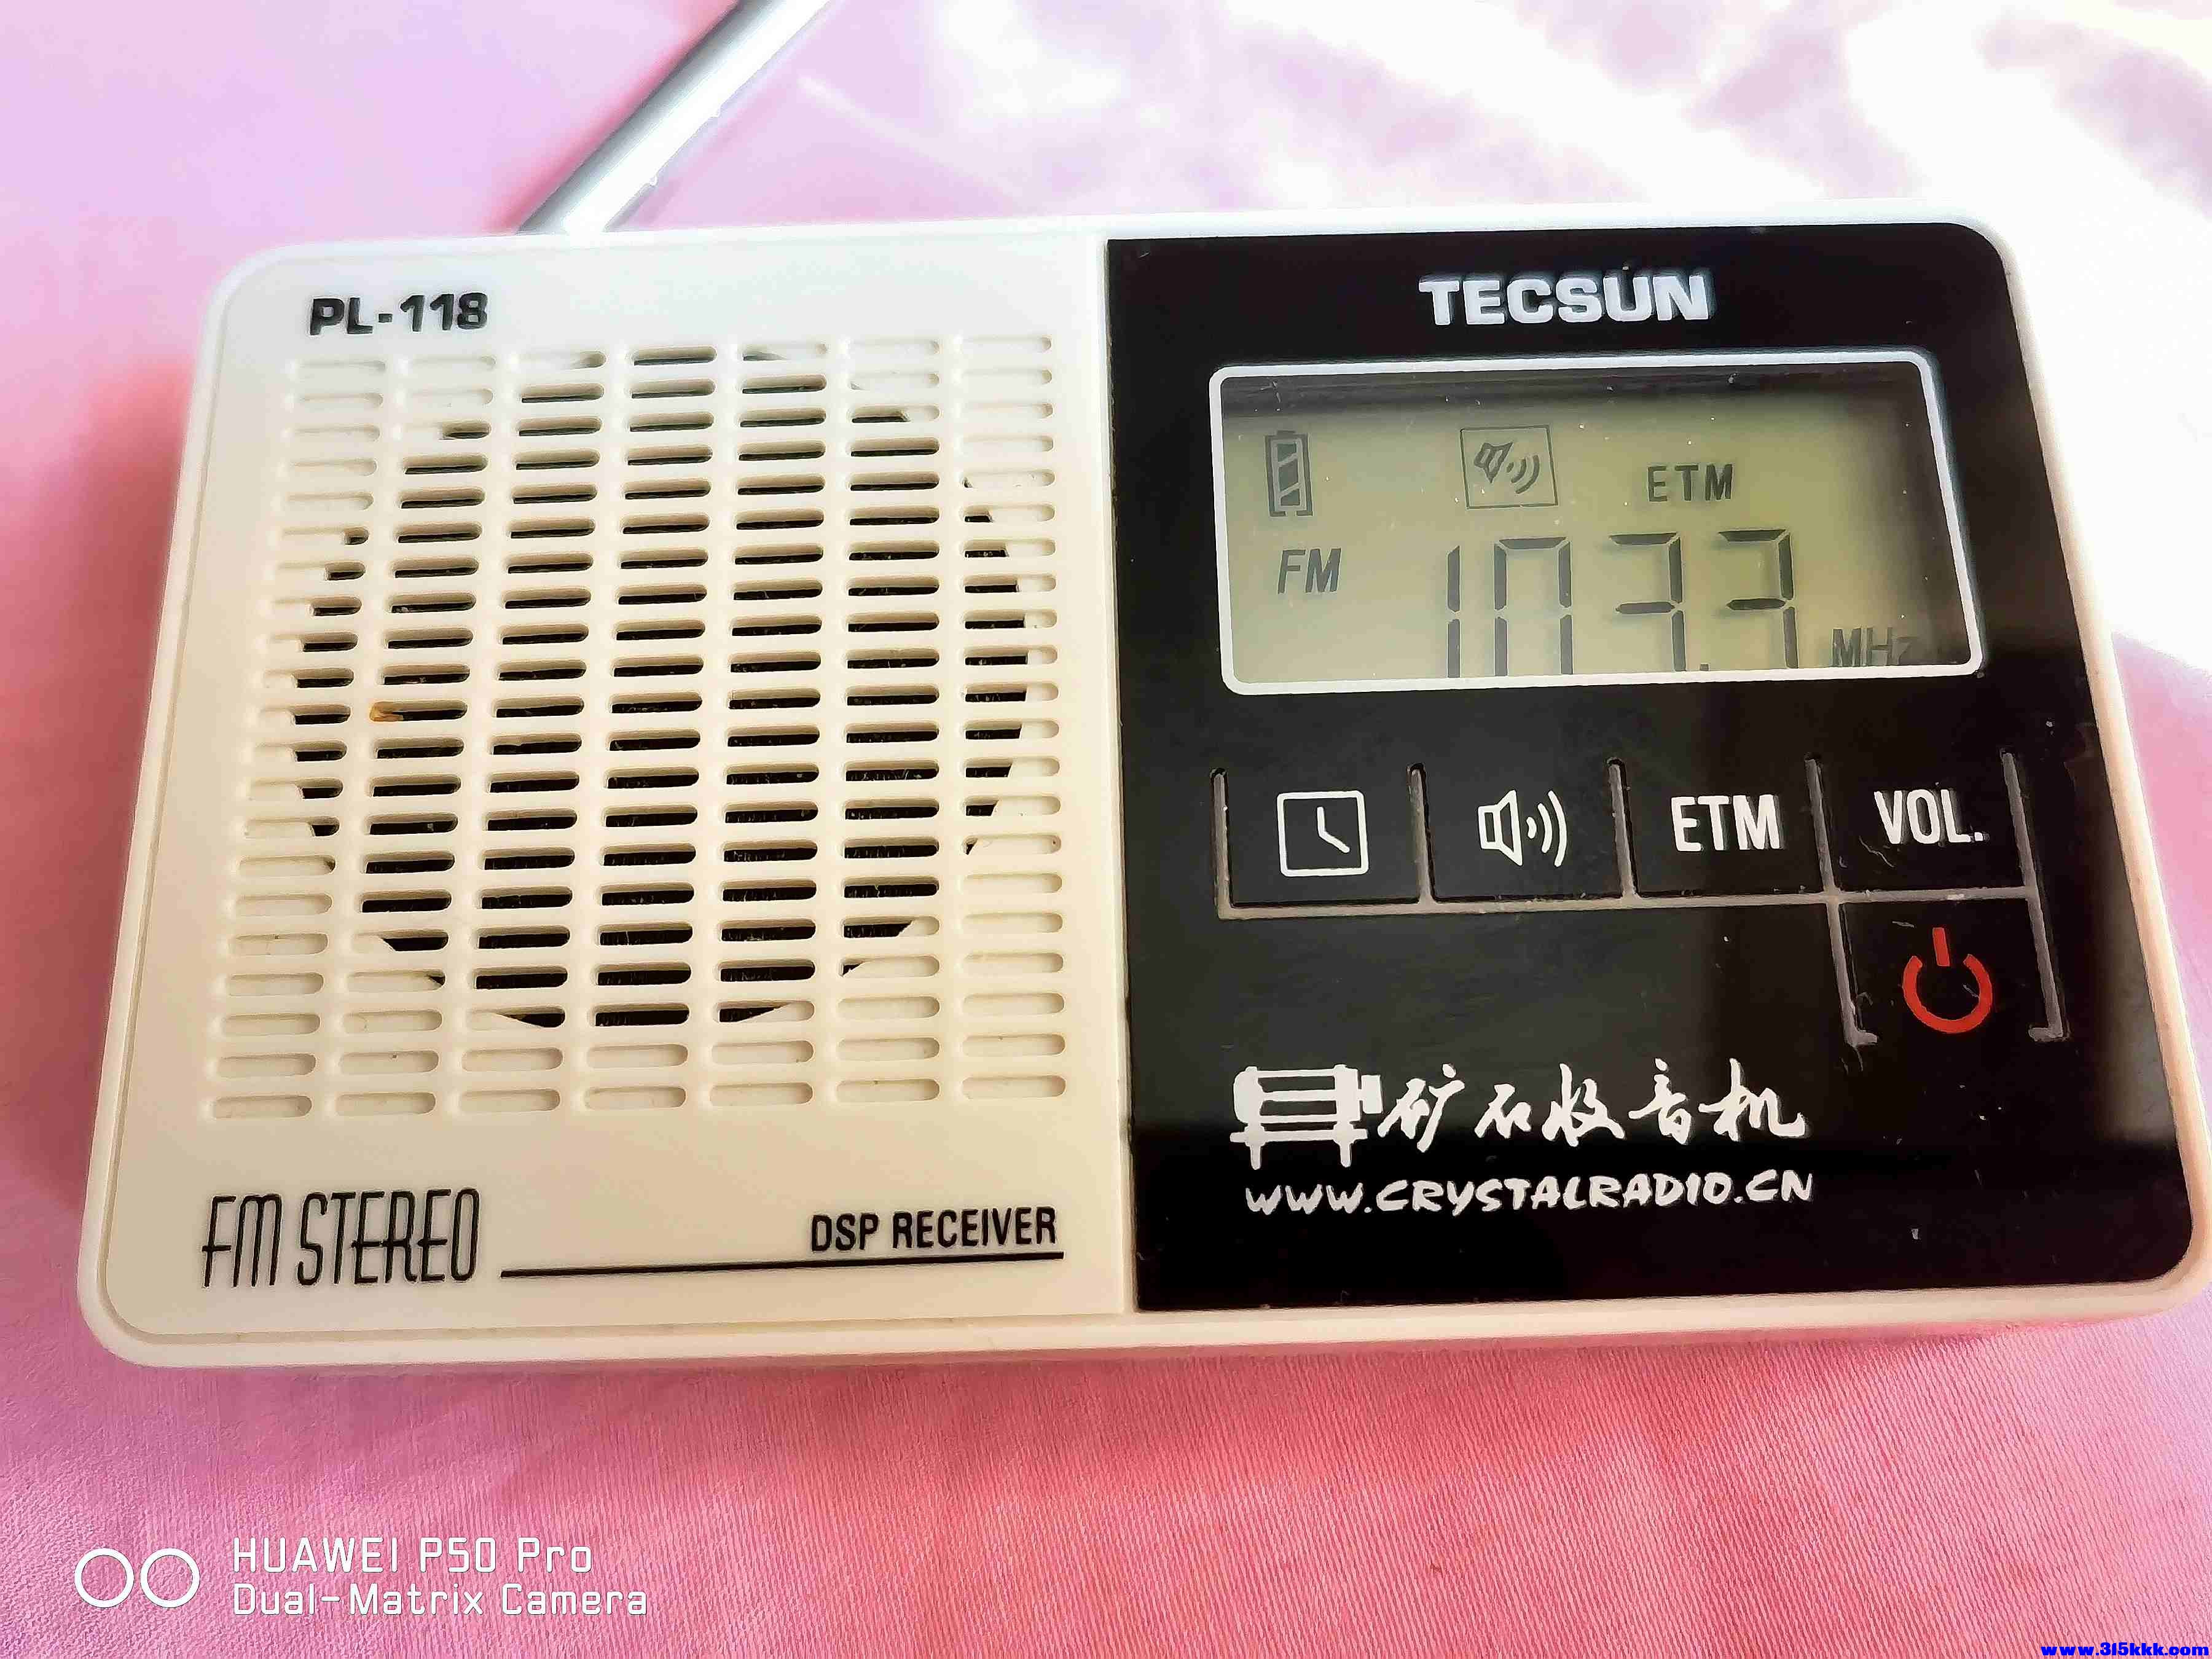 PL-118
TECSUN
ETM
FM 103.3 MHz
ETM VOL.
矿石收音机
WWW.CRYSTALRADIO.CN
FM STEREO
DSP RECEIVER
HUAWEI P50 Pro
Dual-Matrix Camera
www.315kkk.com